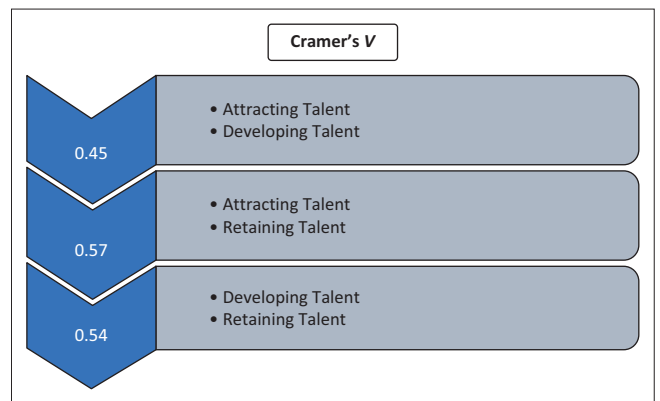 Cramer's V
0.45
• Attracting Talent
• Developing Talent
0.57
• Attracting Talent
• Retaining Talent
0.54
• Developing Talent
• Retaining Talent